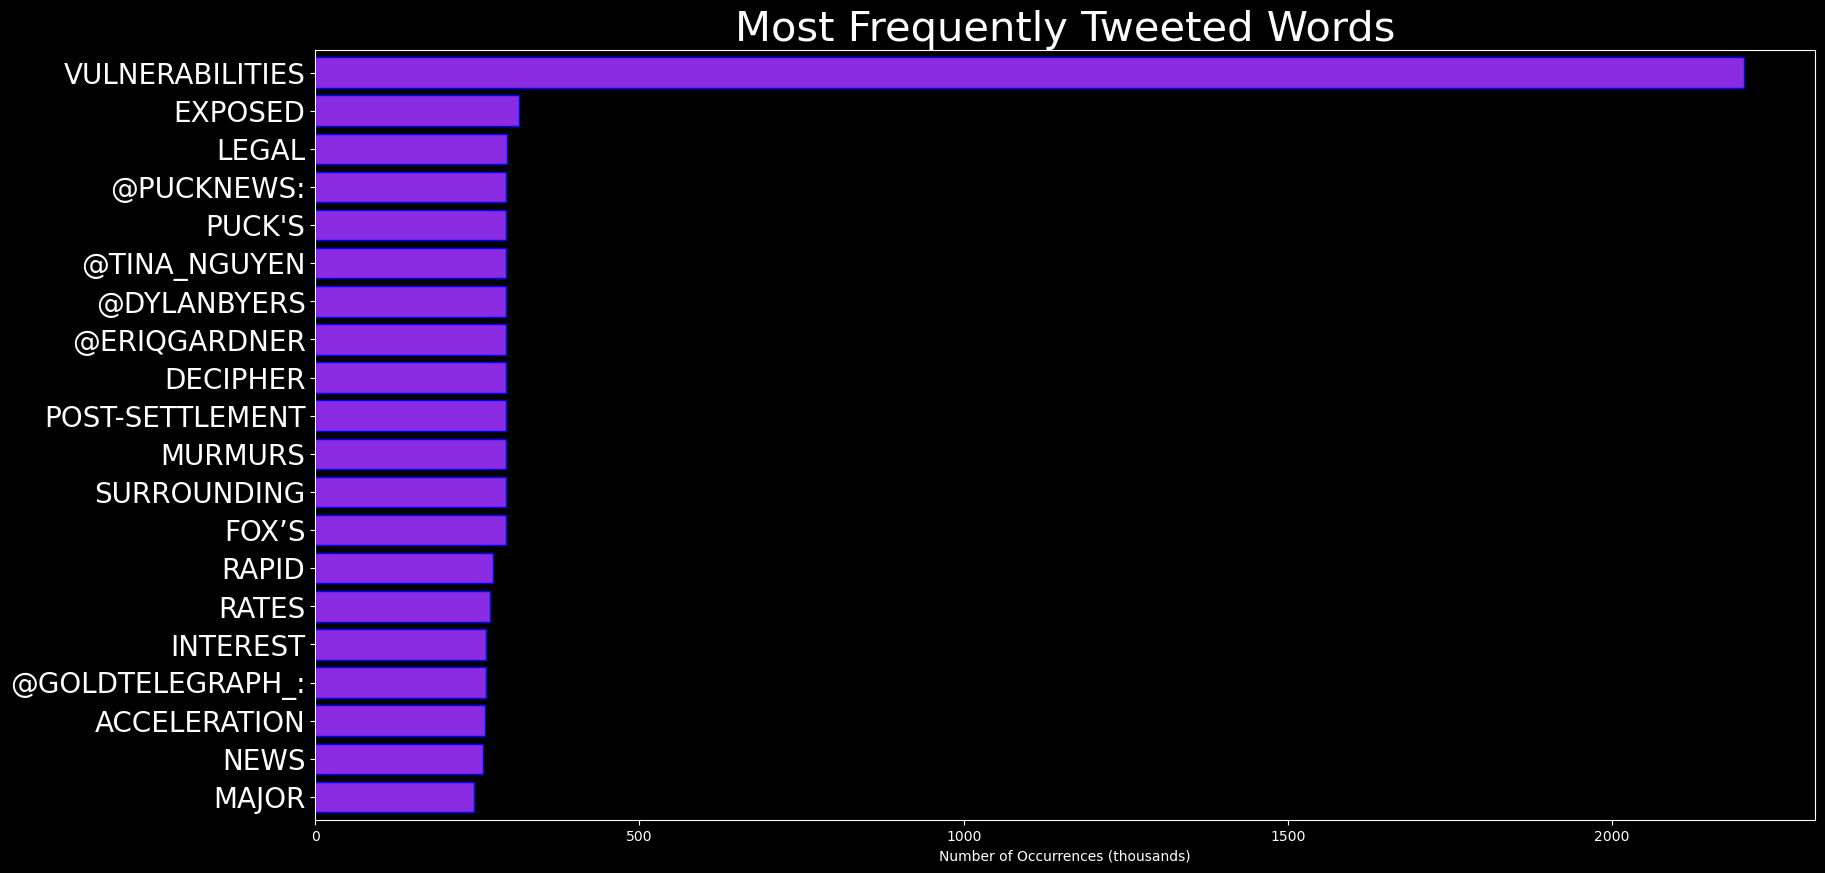 Most Frequently Tweeted Words
VULNERABILITIES
EXPOSED
LEGAL
@PUCKNEWS:
PUCK'S
@TINA_NGUYEN
@DYLANBYERS
@ERIQGARDNER
DECIPHER
POST-SETTLEMENT
MURMURS
SURROUNDING
FOX’S
RAPID
RATES
INTEREST
@GOLDTELEGRAPH_:
ACCELERATION
NEWS
MAJOR
0 500 1000 1500 2000
Number of Occurrences (thousands)